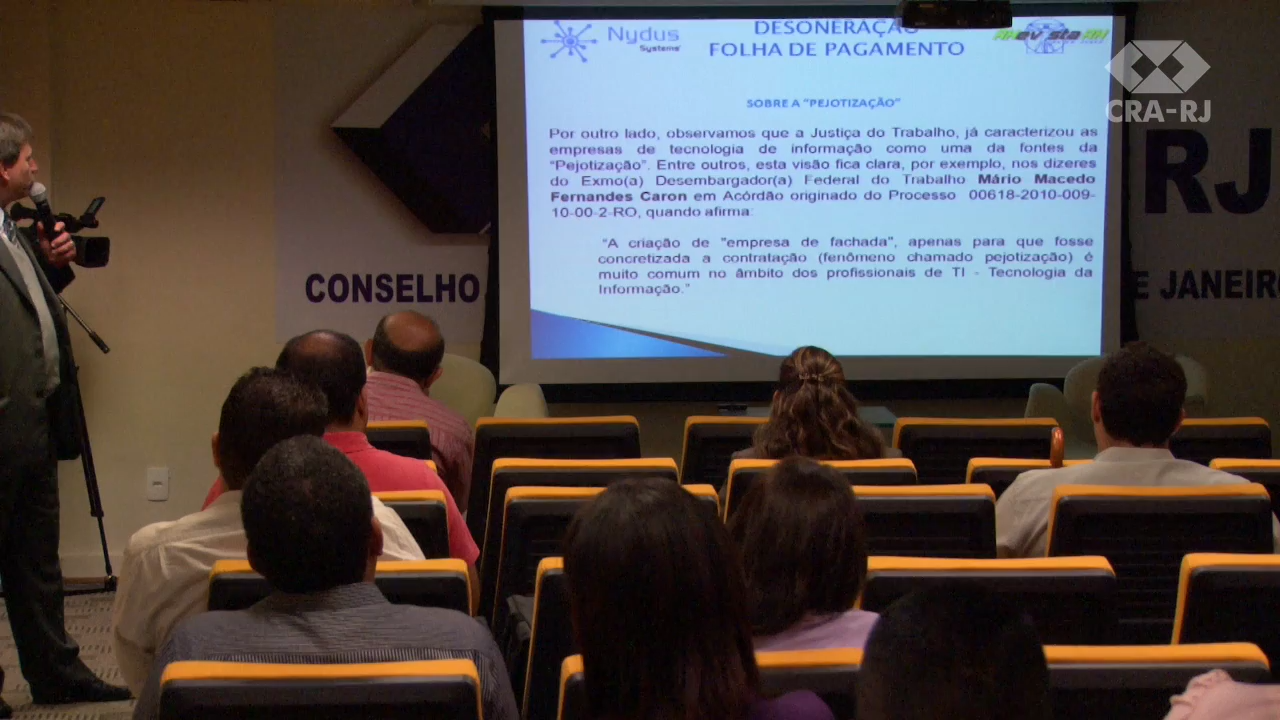 Nydus
Systems
DESONERAÇÃO
FOLHA DE PAGAMENTO
CRA-RJ
SOBRE A "PEJOTIZAÇÃO"
Por outro lado, observamos que a Justiça do Trabalho, já caracterizou as
empresas de tecnologia de informação como uma da fontes da
"Pejotização". Entre outros, esta visão fica clara, por exemplo, nos dizeres
do Exmo(a) Desembargador(a) Federal do Trabalho Mário Macedo
Fernandes Caron em Acórdão originado do Processo 00618-2010-009-
10-00-2-RO, quando afirma:
"A criação de "empresa de fachada", apenas para que fosse
concretizada a contratação (fenômeno chamado pejotização) é
muito comum no âmbito dos profissionais de TI - Tecnologia da
Informação."
RJ
CONSELHO
E JANEIRO